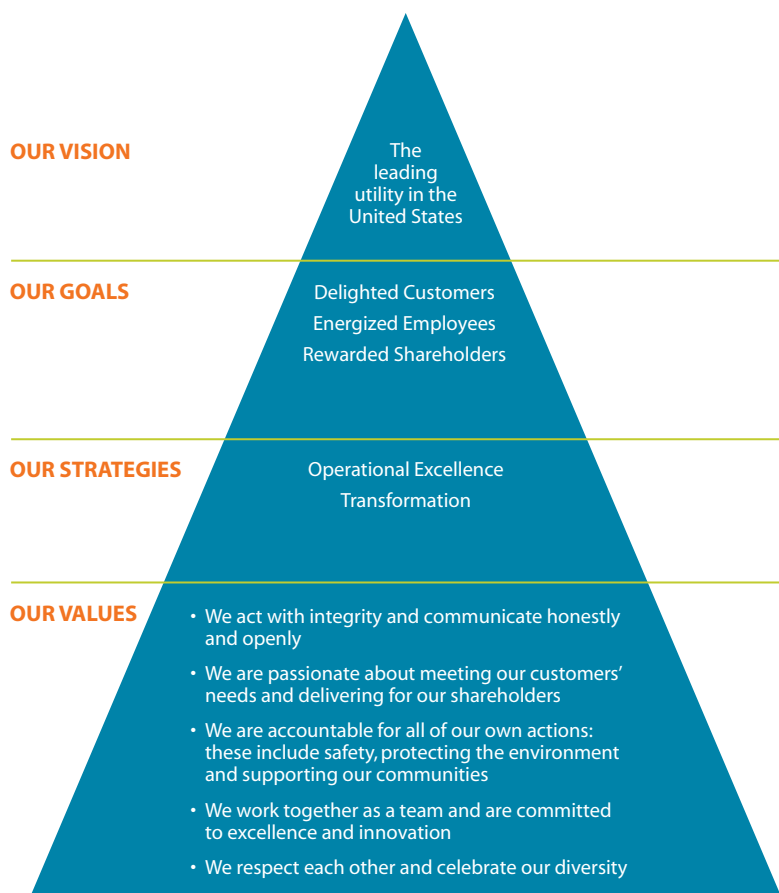 OUR VISION
The
leading
utility in the
United States
OUR GOALS
Delighted Customers
Energized Employees
Rewarded Shareholders
OUR STRATEGIES
Operational Excellence
Transformation
OUR VALUES
• We act with integrity and communicate honestly
and openly
• We are passionate about meeting our customers’
needs and delivering for our shareholders
• We are accountable for all of our own actions:
these include safety, protecting the environment
and supporting our communities
• We work together as a team and are committed
to excellence and innovation
• We respect each other and celebrate our diversity